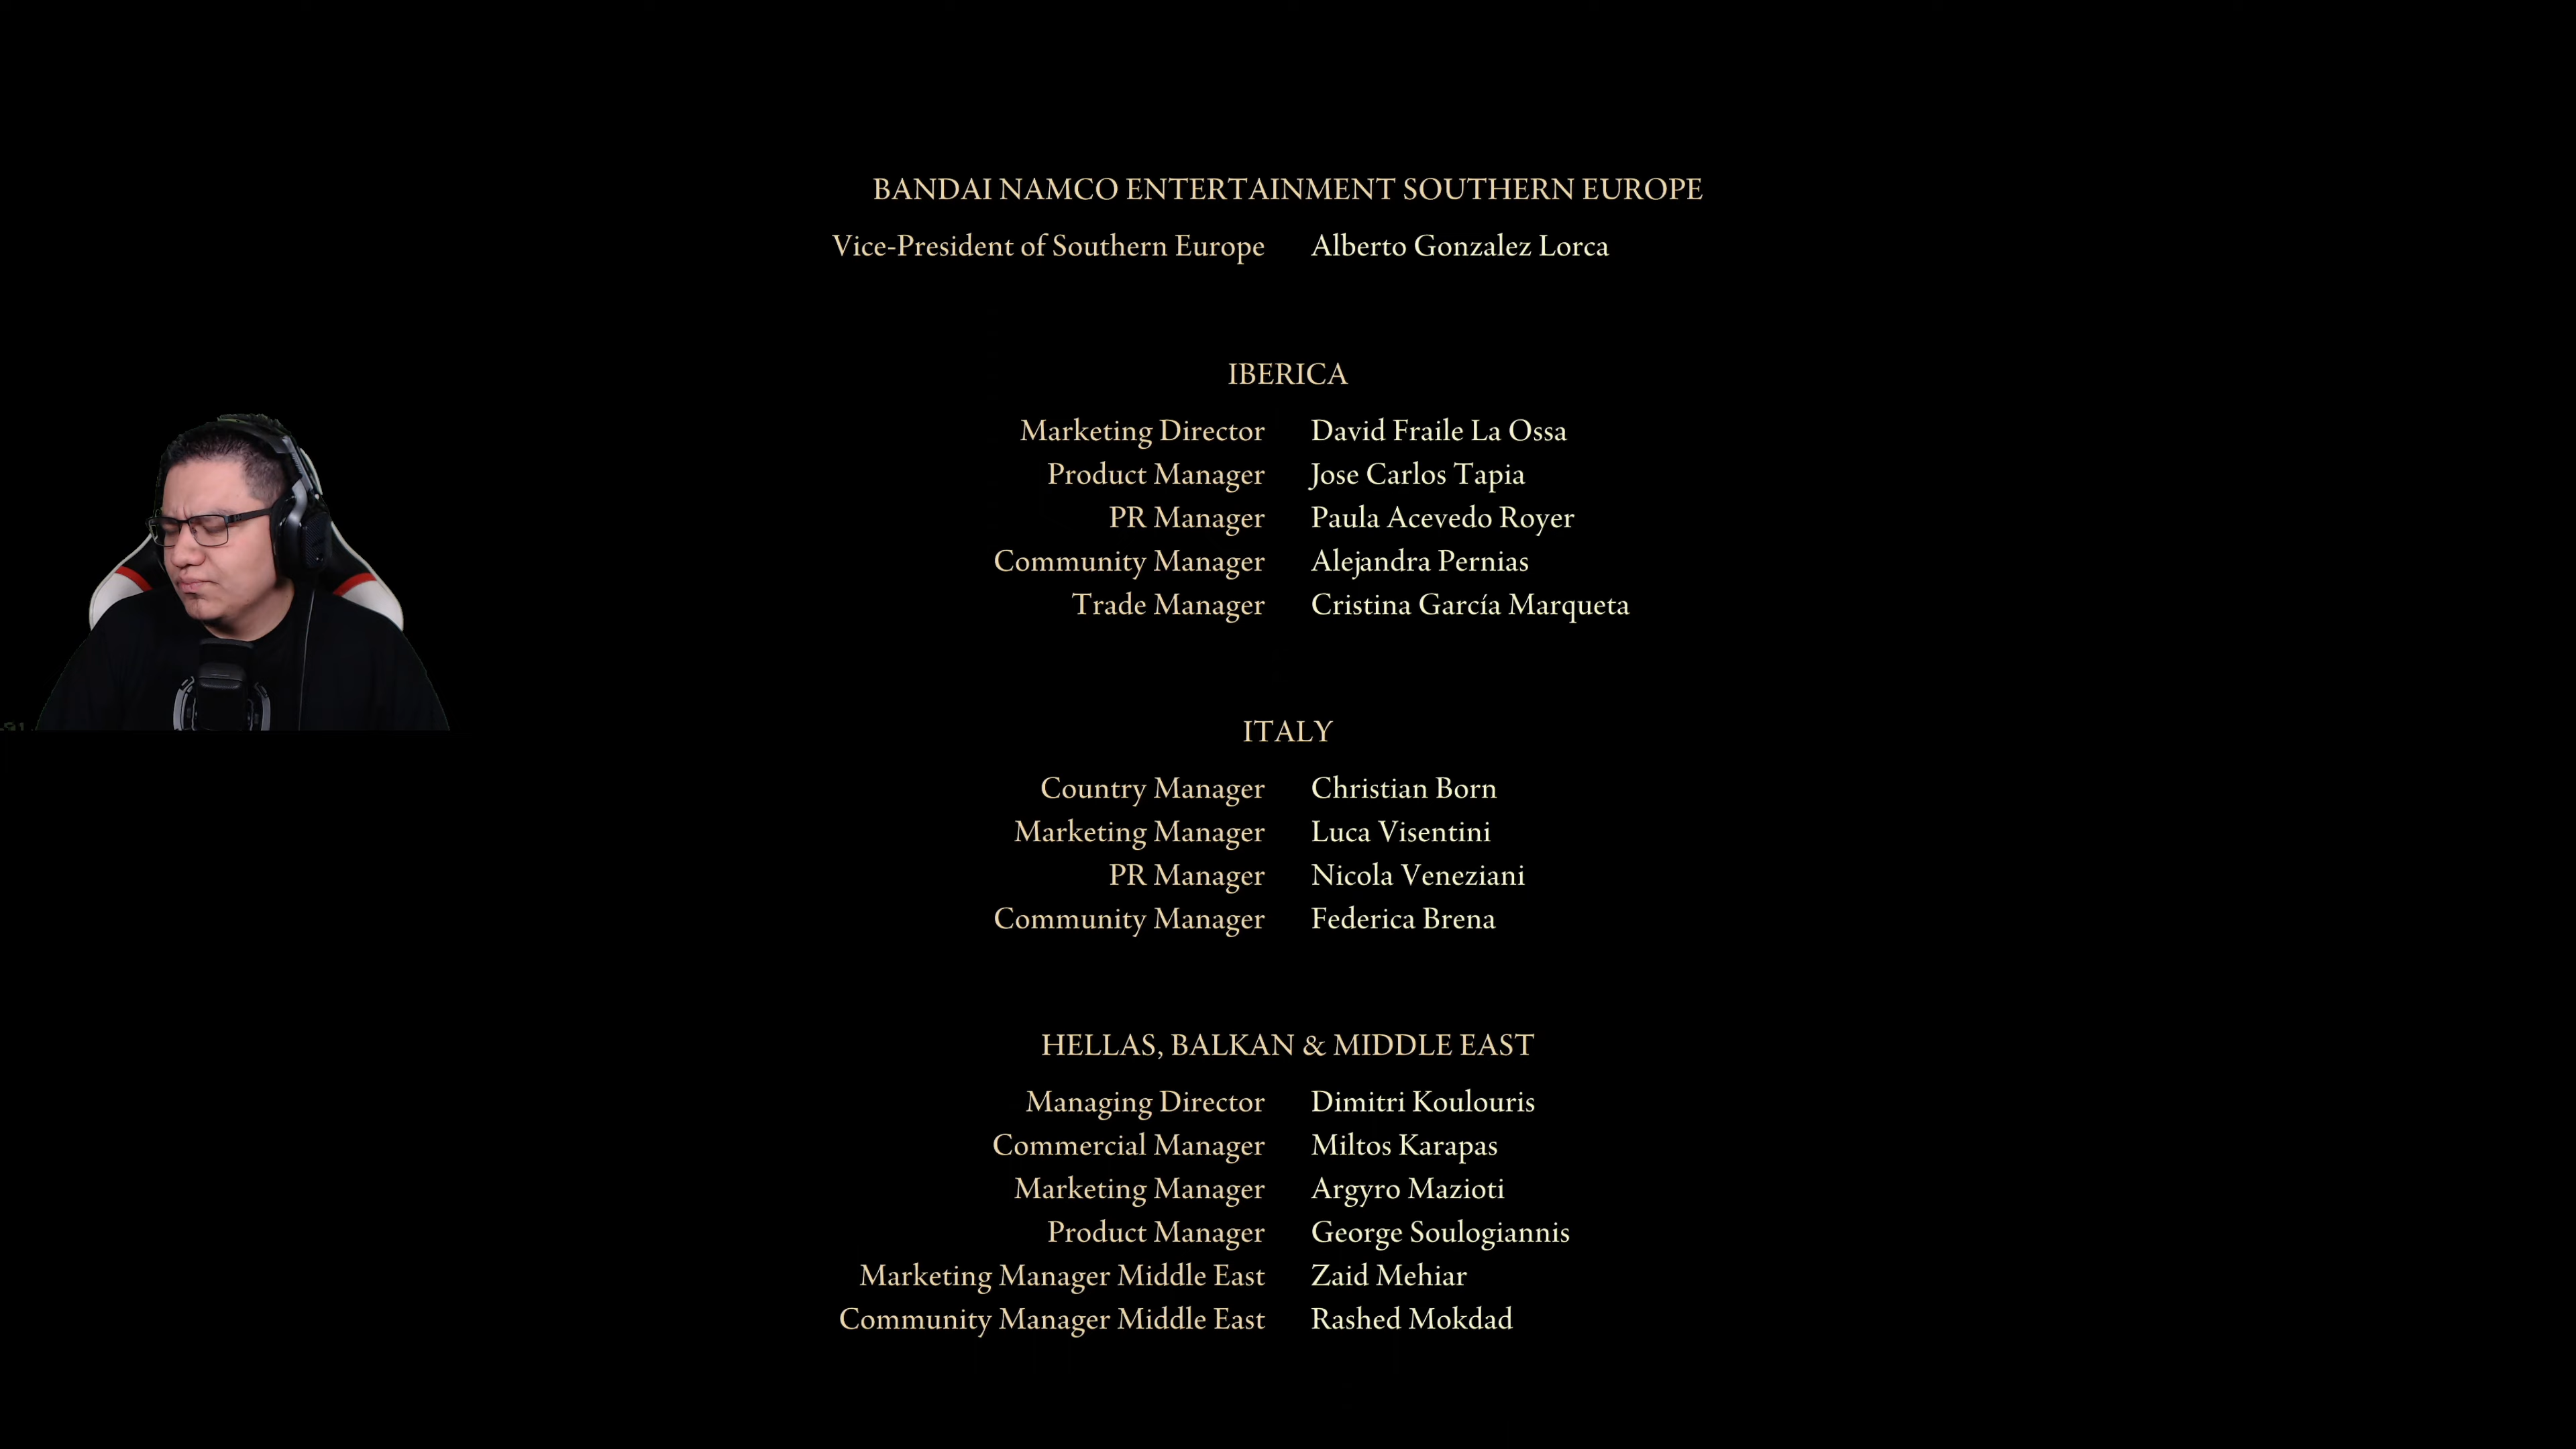 BANDAI NAMCO ENTERTAINMENT SOUTHERN EUROPE
Vice-President of Southern Europe Alberto Gonzalez Lorca
IBERICA
Marketing Director David Fraile La Ossa
Product Manager Jose Carlos Tapia
PR Manager Paula Acevedo Royer
Community Manager Alejandra Pernias
Trade Manager Cristina García Marqueta
ITALY
Country Manager Christian Born
Marketing Manager Luca Visentini
PR Manager Nicola Veneziani
Community Manager Federica Brena
HELLAS, BALKAN & MIDDLE EAST
Managing Director Dimitri Koulouris
Commercial Manager Miltos Karapas
Marketing Manager Argyro Mazioti
Product Manager George Soulogiannis
Marketing Manager Middle East Zaid Mehiar
Community Manager Middle East Rashed Mokdad